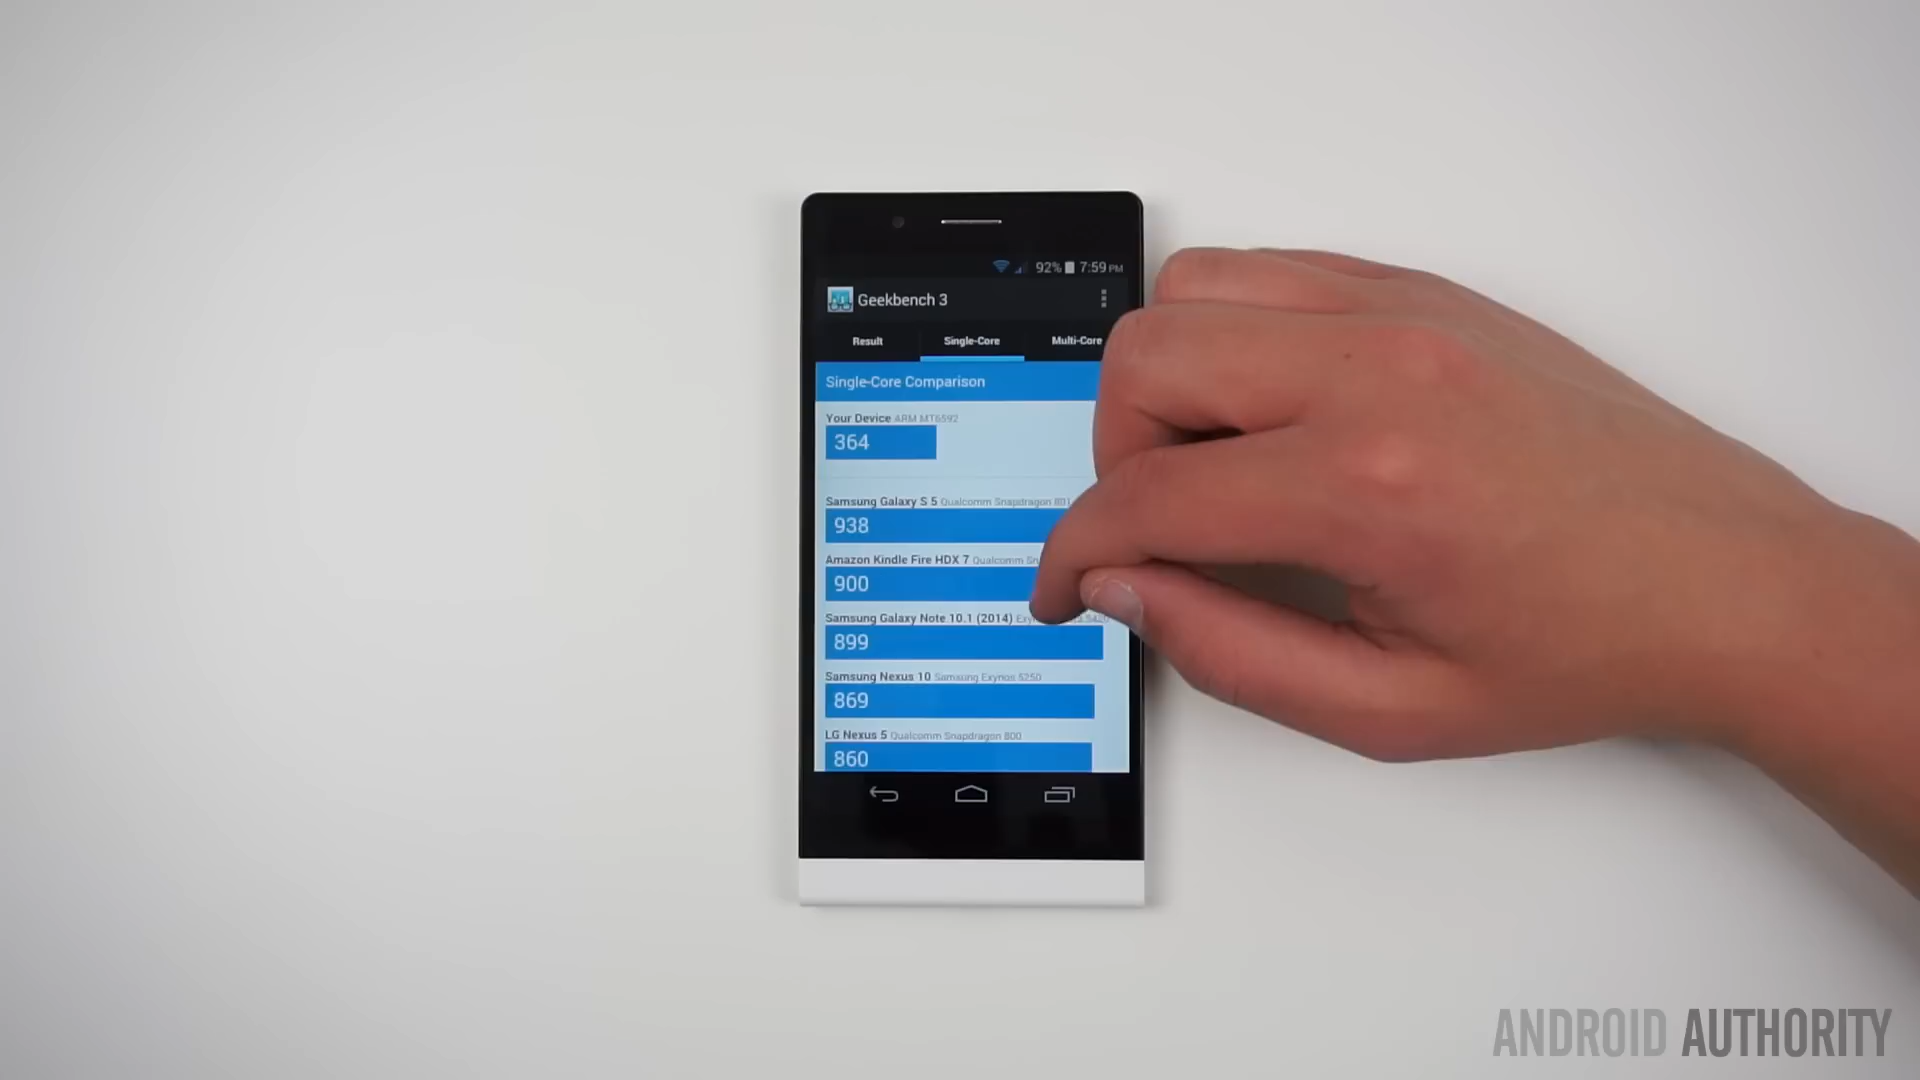 92% 7:59 PM
Geekbench 3
Result Single-Core Multi-Core
Single-Core Comparison
Your Device ARM MT6592
364
Samsung Galaxy S 5 Qualcomm Snapdragon 801
938
Amazon Kindle Fire HDX 7 Qualcomm
900
Samsung Galaxy Note 10.1 (2014)
899
Samsung Nexus 10 Samsung Exynos 5250
869
LG Nexus 5 Qualcomm Snapdragon 800
860
ANDROID AUTHORITY